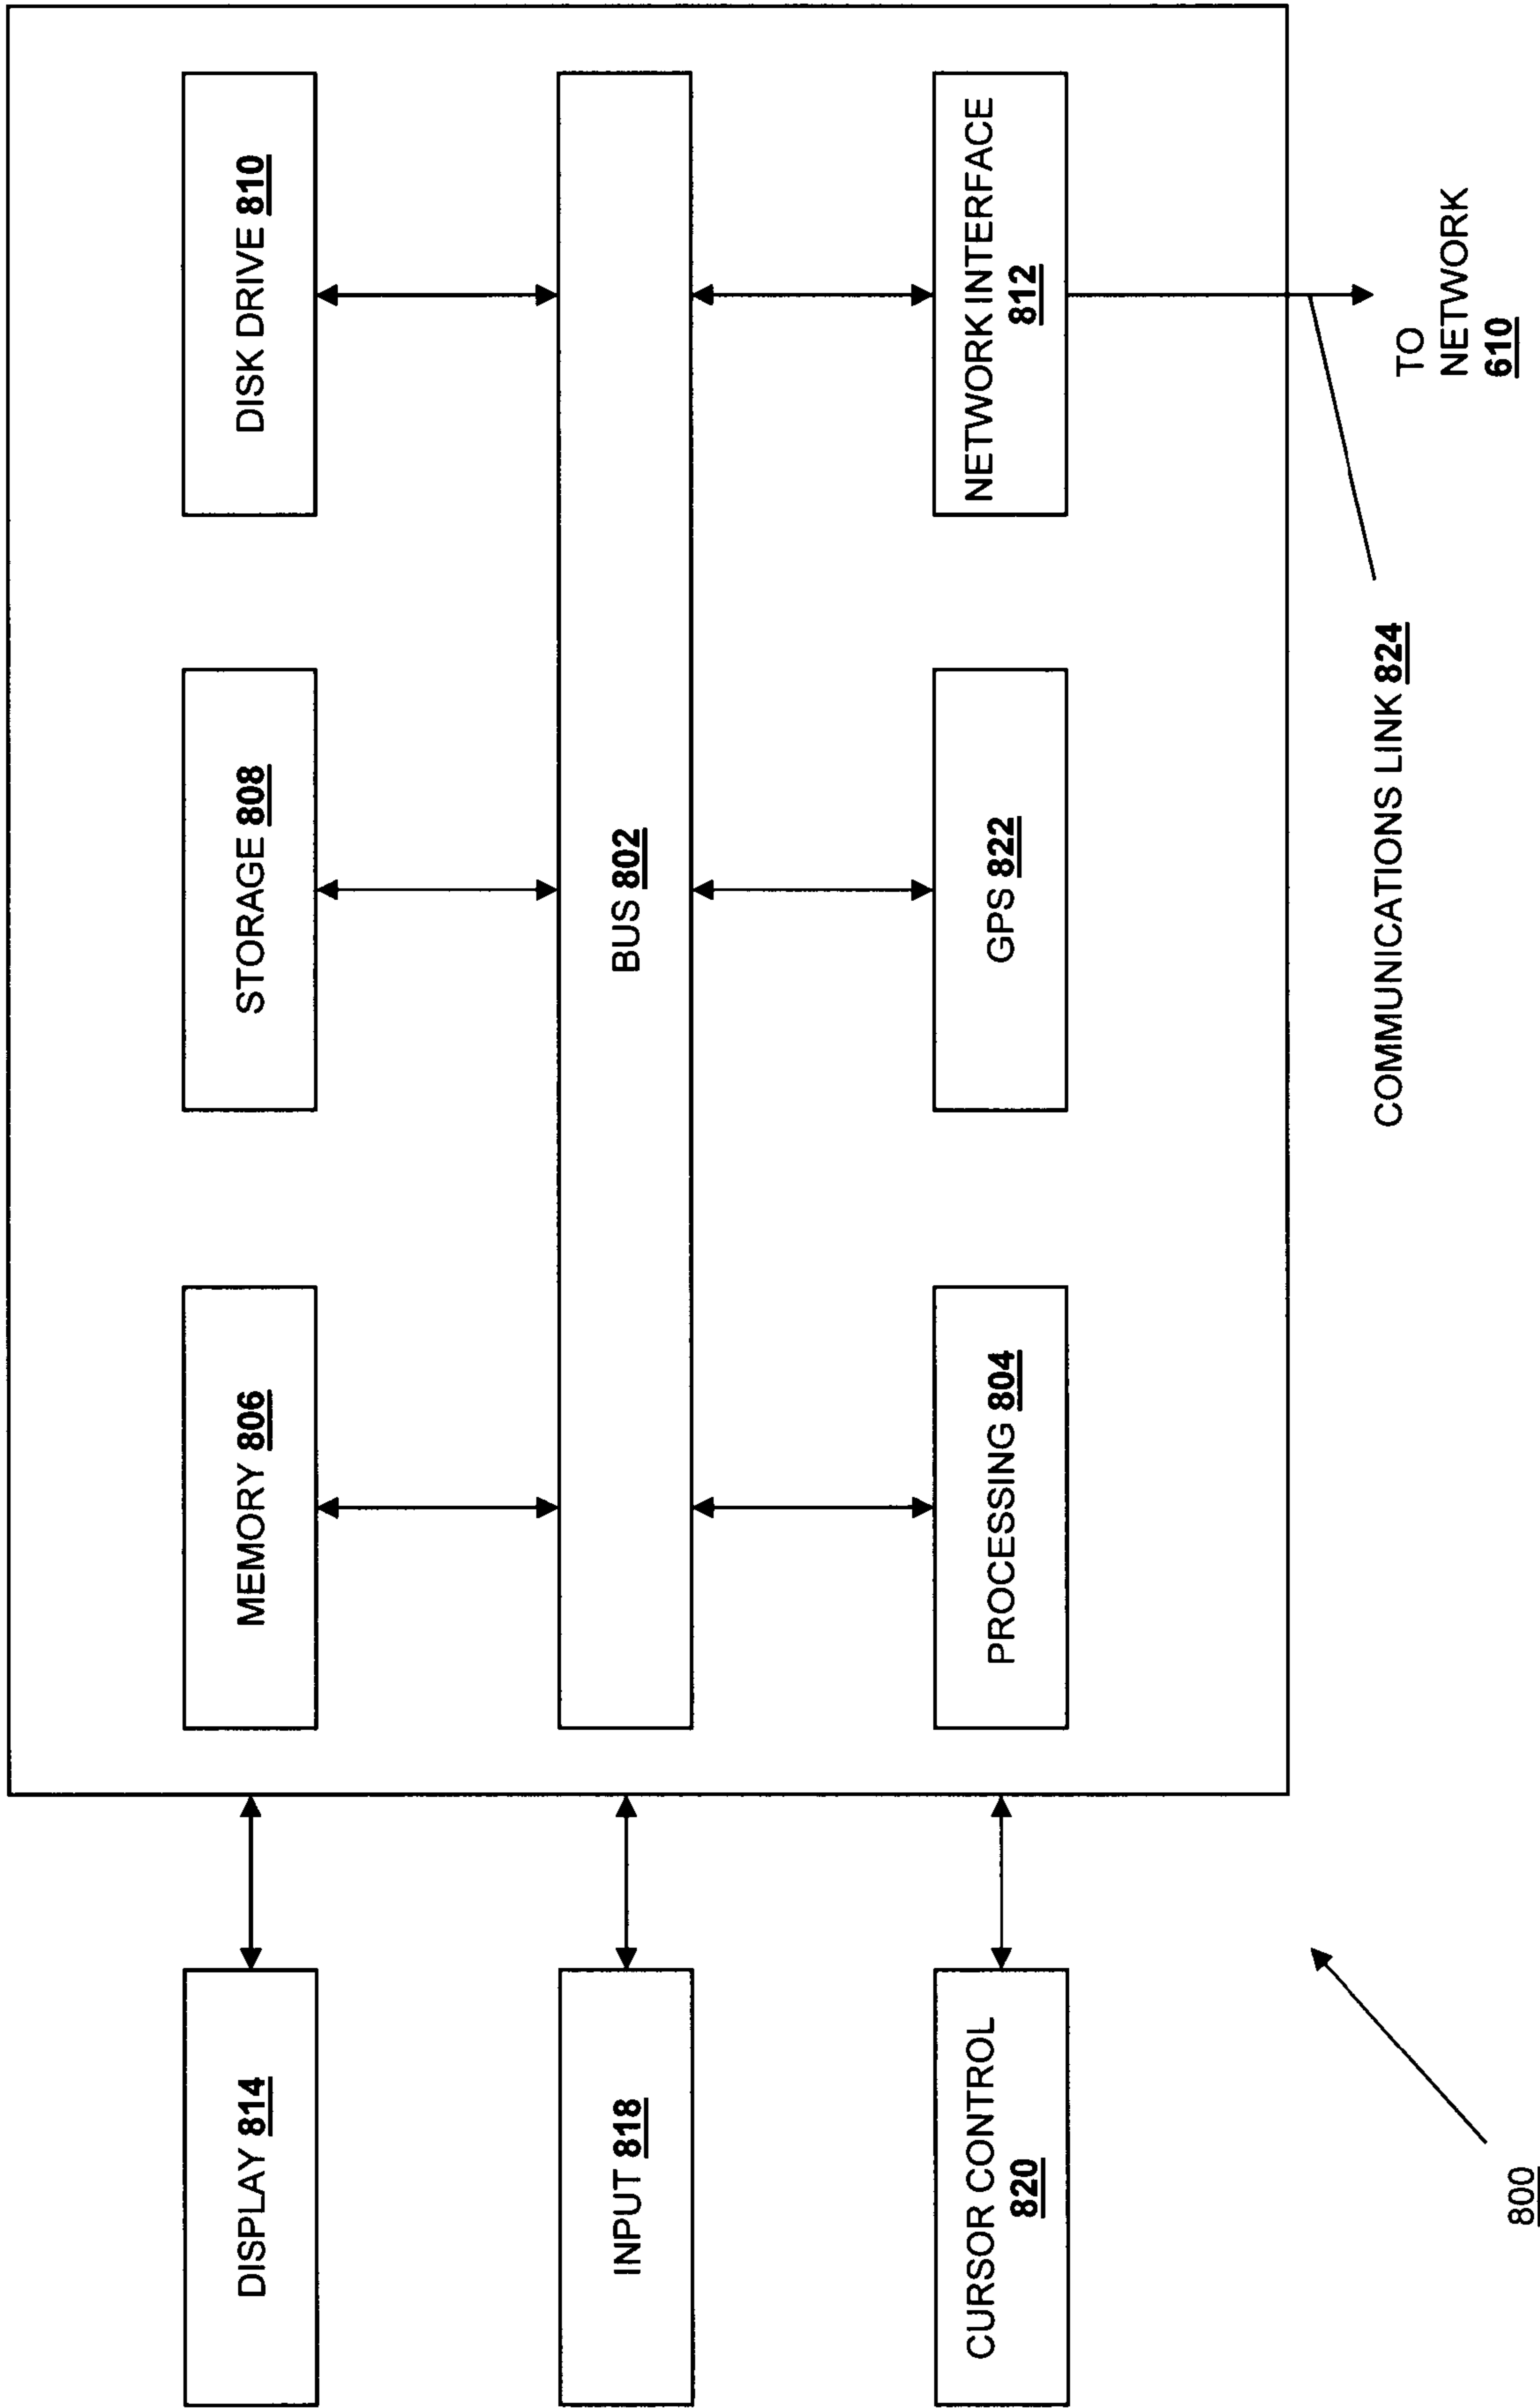 DISPLAY 814
MEMORY 806
STORAGE 808
DISK DRIVE 810
INPUT 818
BUS 802
CURSOR CONTROL
820
PROCESSING 804
GPS 822
NETWORK INTERFACE
812
COMMUNICATIONS LINK 824
TO
NETWORK
610
800